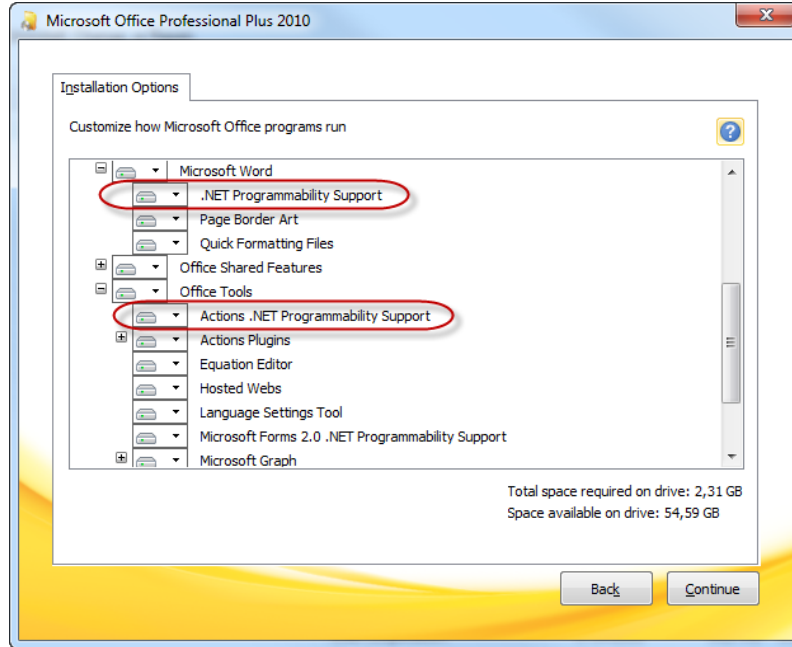 Microsoft Office Professional Plus 2010
Installation Options
Customize how Microsoft Office programs run
Microsoft Word
.NET Programmability Support
Page Border Art
Quick Formatting Files
Office Shared Features
Office Tools
Actions .NET Programmability Support
Actions Plugins
Equation Editor
Hosted Webs
Language Settings Tool
Microsoft Forms 2.0 .NET Programmability Support
Microsoft Graph
Total space required on drive: 2,31 GB
Space available on drive: 54,59 GB
Back Continue